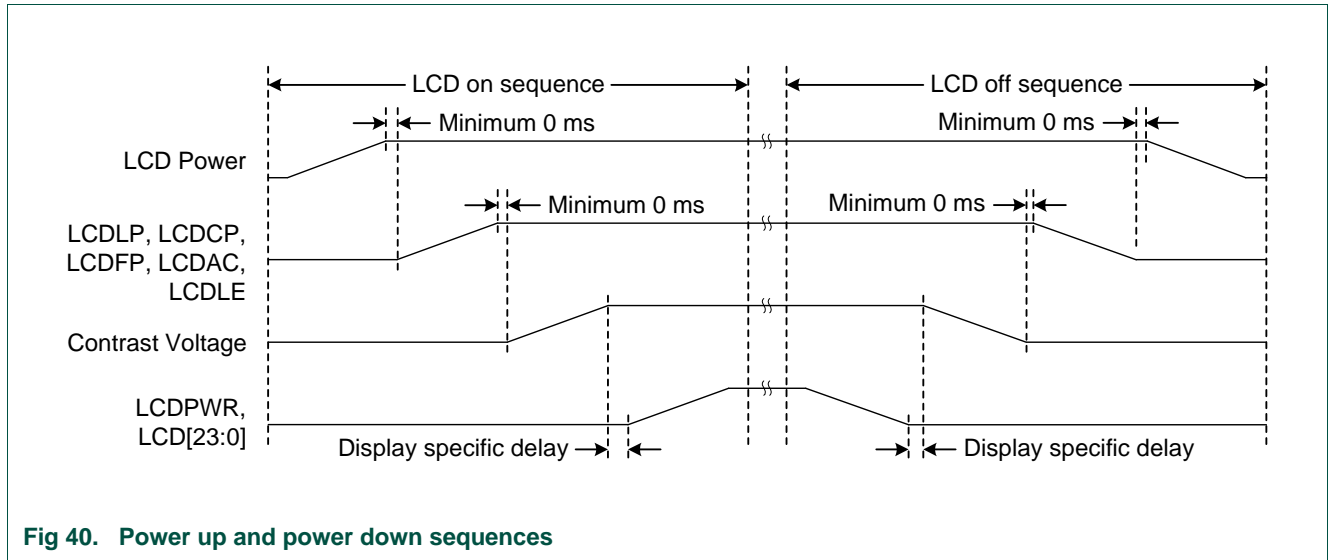 LCD on sequence
LCD off sequence
Minimum 0 ms
Minimum 0 ms
LCD Power
Minimum 0 ms
Minimum 0 ms
LCDLP, LCDCP,
LCDFP, LCDAC,
LCDLE
Contrast Voltage
LCDPWR,
LCD[23:0]
Display specific delay
Display specific delay
Fig 40. Power up and power down sequences